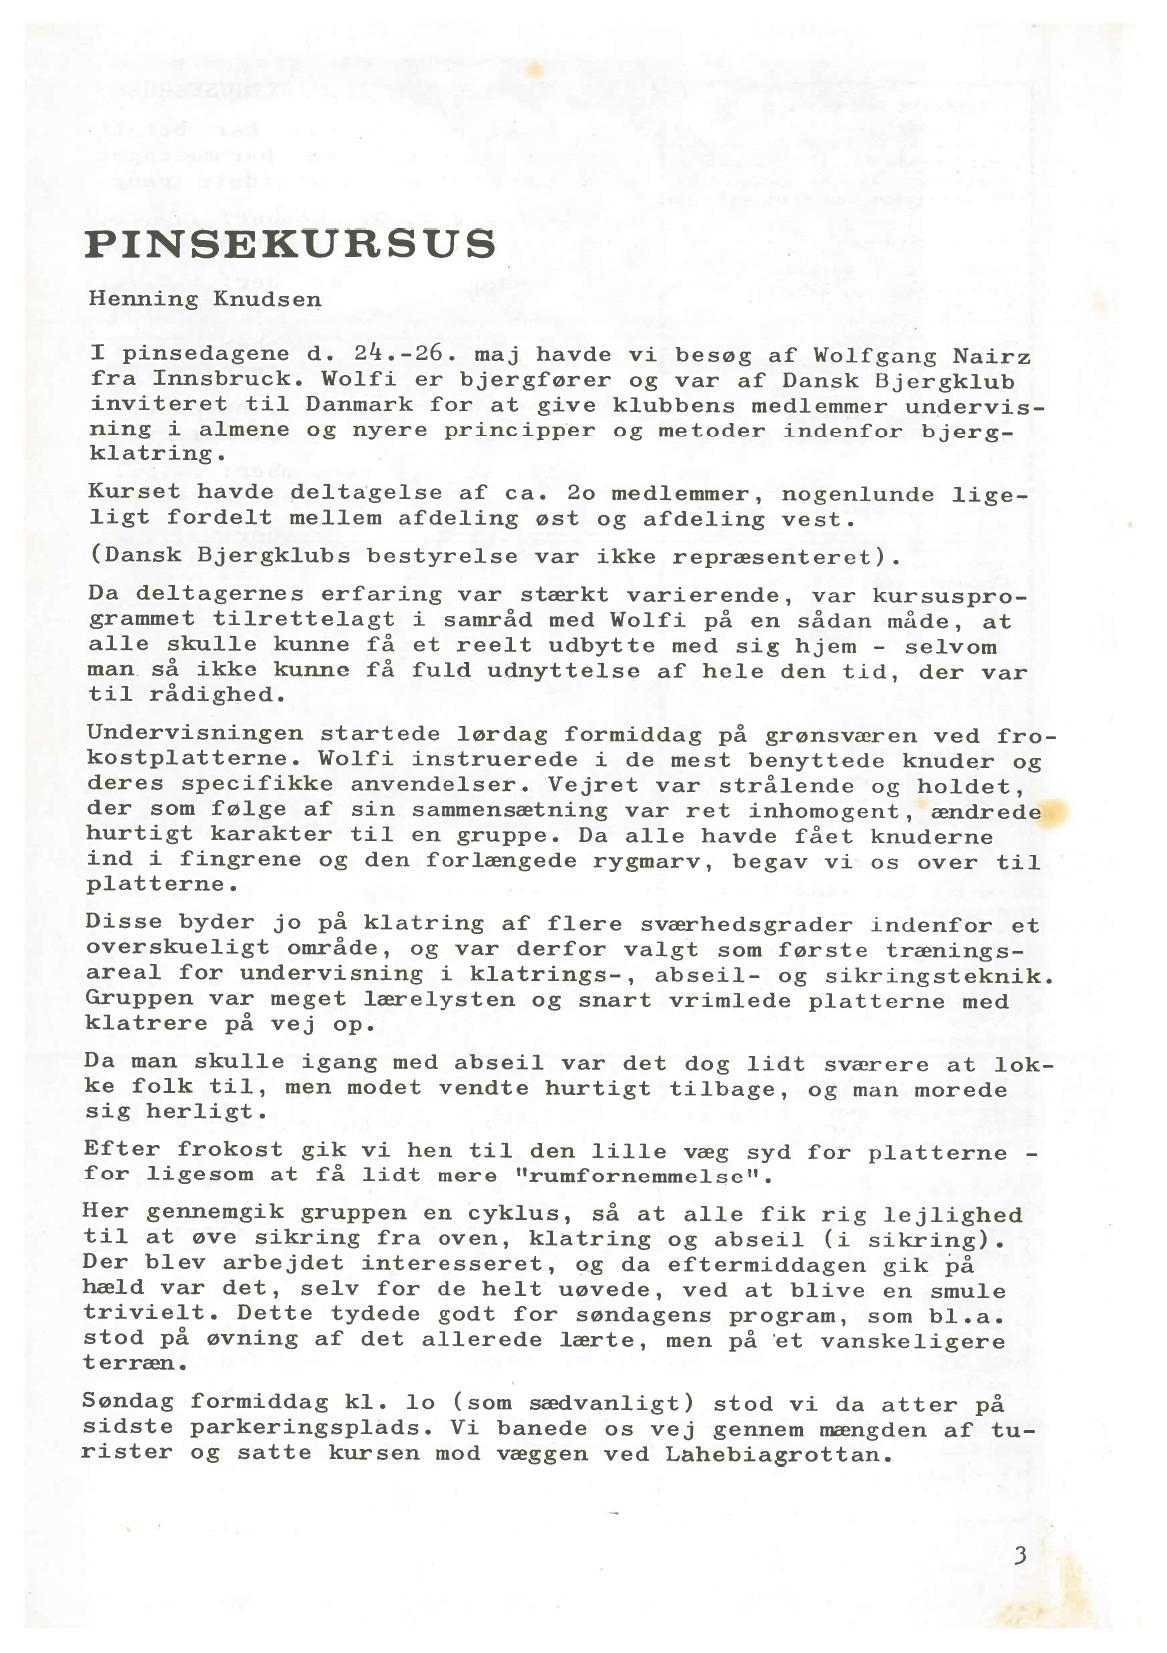 PINSEKURSUS
Henning Knudsen
I pinsedagene d. 24.-26. maj havde vi besøg af Wolfgang Nairz
fra Innsbruck. Wolfi er bjergfører og var af Dansk Bjergklub
inviteret til Danmark for at give klubbens medlemmer undervis-
ning i almene og nyere principper og metoder indenfor bjerg-
klatring.
Kurset havde deltagelse af ca. 2o medlemmer, nogenlunde lige-
ligt fordelt mellem afdeling øst og afdeling vest.
(Dansk Bjergklubs bestyrelse var ikke repræsenteret).
Da deltagernes erfaring var stærkt varierende, var kursuspro-
grammet tilrettelagt i samråd med Wolfi på en sådan måde, at
alle skulle kunne få et reelt udbytte med sig hjem - selvom
man så ikke kunne få fuld udnyttelse af hele den tid, der var
til rådighed.
Undervisningen startede lørdag formiddag på grønsværen ved fro-
kostplatterne. Wolfi instruerede i de mest benyttede knuder og
deres specifikke anvendelser. Vejret var strålende og holdet,
der som følge af sin sammensætning var ret inhomogent, ændrede
hurtigt karakter til en gruppe. Da alle havde fået knuderne
ind i fingrene og den forlængede rygmarv, begav vi os over til
platterne.
Disse byder jo på klatring af flere sværhedsgrader indenfor et
overskueligt område, og var derfor valgt som første trænings-
areal for undervisning i klatrings-, abseil- og sikringsteknik.
Gruppen var meget lærelysten og snart vrimlede platterne med
klatrere på vej op.
Da man skulle igang med abseil var det dog lidt sværere at lok-
ke folk til, men modet vendte hurtigt tilbage, og man morede
sig herligt.
Efter frokost gik vi hen til den lille væg syd for platterne -
for ligesom at få lidt mere "rumfornemmelse".
Her gennemgik gruppen en cyklus, så at alle fik rig lejlighed
til at øve sikring fra oven, klatring og abseil (i sikring).
Der blev arbejdet interesseret, og da eftermiddagen gik på
hæld var det, selv for de helt uøvede, ved at blive en smule
trivielt. Dette tydede godt for søndagens program, som bl.a.
stod på øvning af det allerede lærte, men på et vanskeligere
terræn.
Søndag formiddag kl. lo (som sædvanligt) stod vi da atter på
sidste parkeringsplads. Vi banede os vej gennem mængden af tu-
rister og satte kursen mod væggen ved Lahebiagrottan.
3